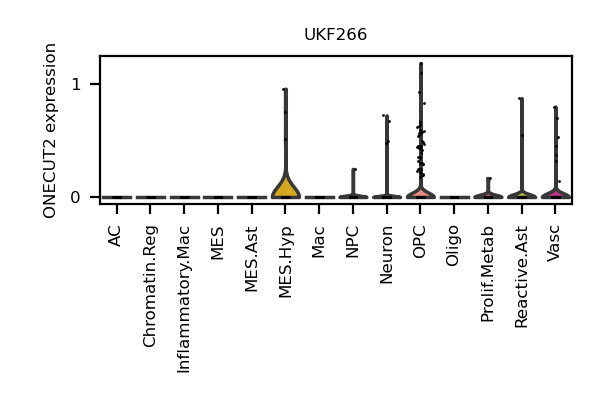 UKF266
ONECUT2 expression
1
0
AC
Chromatin.Reg
Inflammatory.Mac
MES
MES.Ast
MES.Hyp
Mac
NPC
Neuron
OPC
Oligo
Prolif.Metab
Reactive.Ast
Vasc